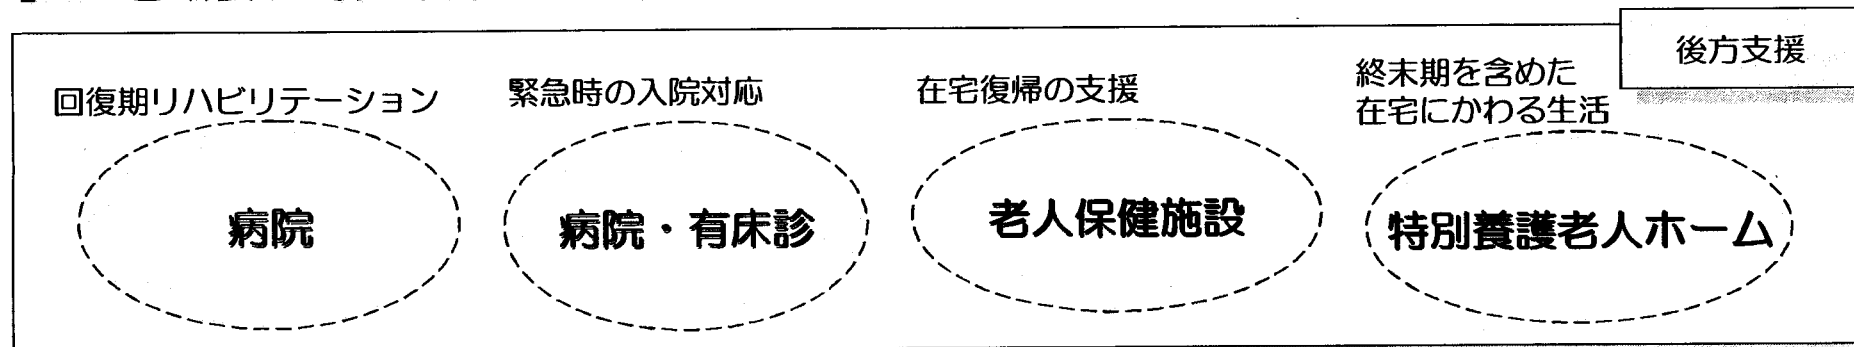 後方支援
回復期リハビリテーション
緊急時の入院対応
在宅復帰の支援
終末期を含めた
在宅にかわる生活
病院
病院・有床診
老人保健施設
特別養護老人ホーム